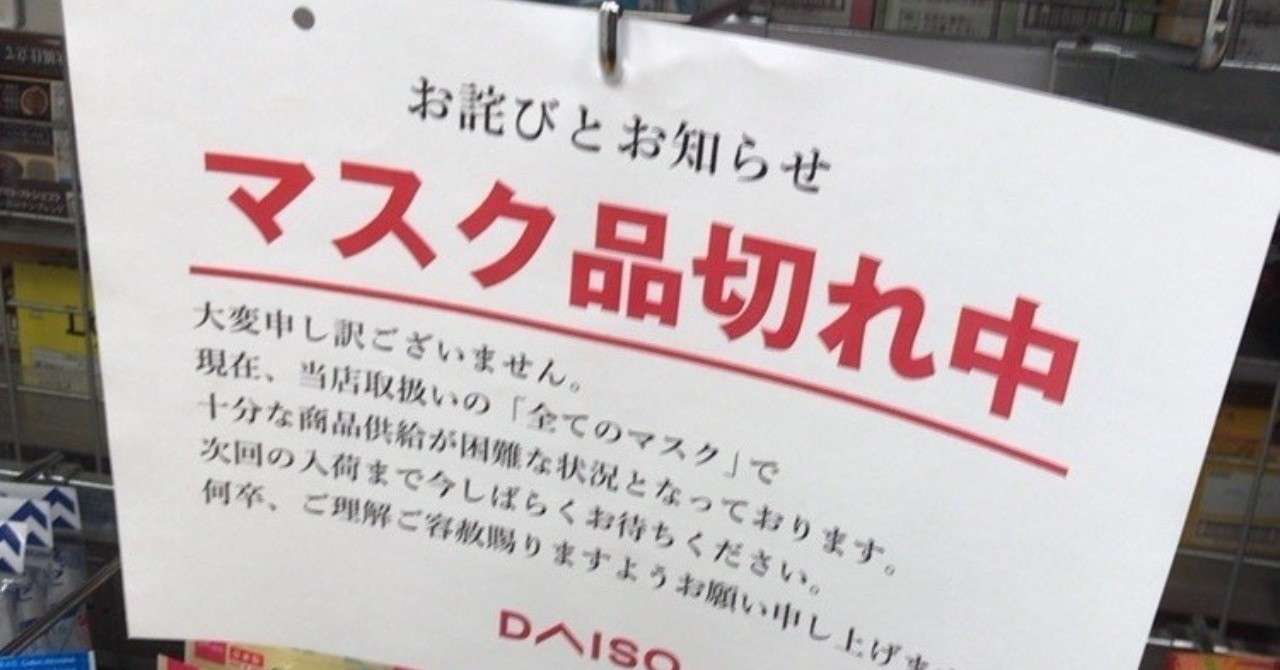 お詫びとお知らせ
マスク品切れ中
大変申し訳ございません。
現在、当店取扱いの「全てのマスク」で
十分な商品供給が困難な状況となっております。
次回の入荷まで今しばらくお待ちください。
何卒、ご理解ご容赦賜りますようお願い申し上げま
DAISO